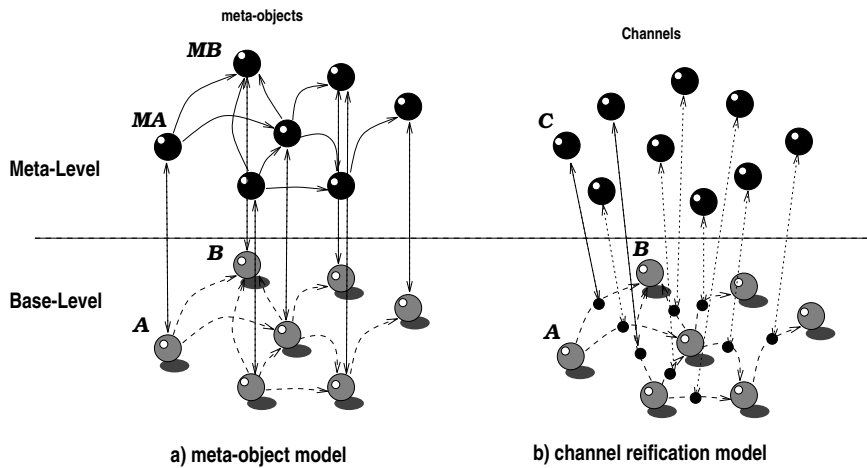 meta-objects
Channels
MB
MA
C
Meta-Level
B
B
Base-Level
A
A
a) meta-object model
b) channel reification model